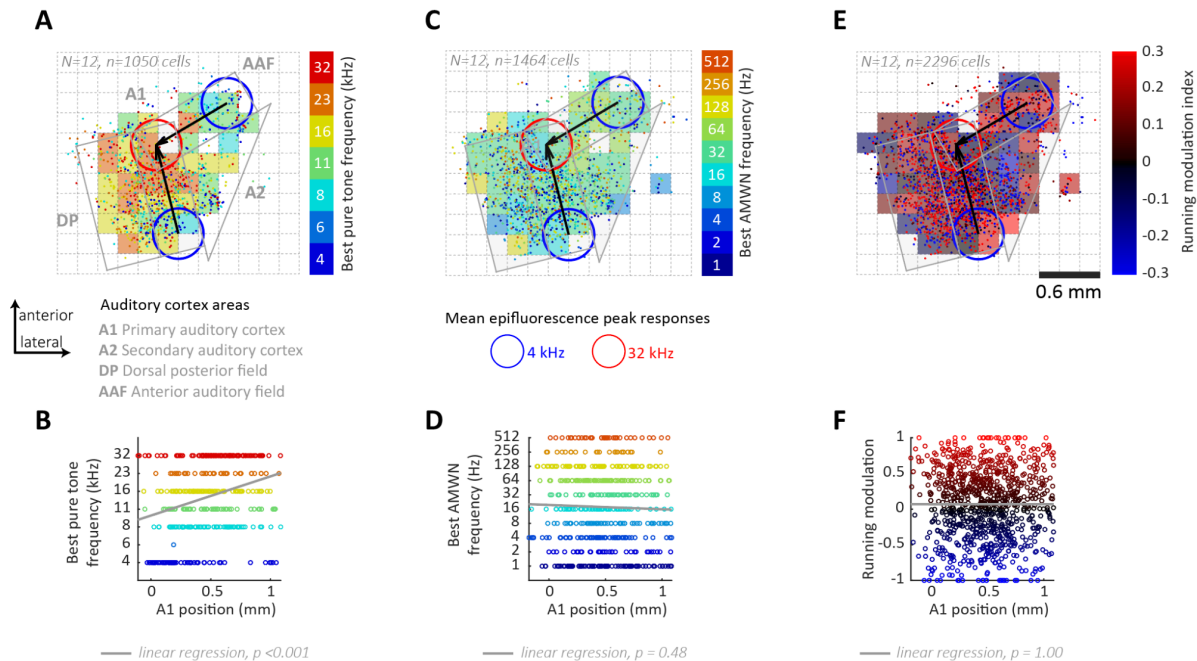 A
N=12, n=1050 cells
AAF
A1
A2
DP
32
23
16
11
8
6
4
Best pure tone frequency (kHz)
C
N=12, n=1464 cells
512
256
128
64
32
16
8
4
2
1
Best AMWN frequency (Hz)
E
N=12, n=2296 cells
0.3
0.2
0.1
0
-0.1
-0.2
-0.3
Running modulation index
0.6 mm
anterior
lateral
Auditory cortex areas
A1 Primary auditory cortex
A2 Secondary auditory cortex
DP Dorsal posterior field
AAF Anterior auditory field
Mean epifluorescence peak responses
4 kHz
32 kHz
B
Best pure tone
frequency (kHz)
32
23
16
11
8
6
4
0
0.5
1
A1 position (mm)
linear regression, p <0.001
D
Best AMWN
frequency (Hz)
512
256
128
64
32
16
8
4
2
1
0
0.5
1
A1 position (mm)
linear regression, p = 0.48
F
Running modulation
1
0.5
0
-0.5
-1
0
0.5
1
A1 position (mm)
linear regression, p = 1.00